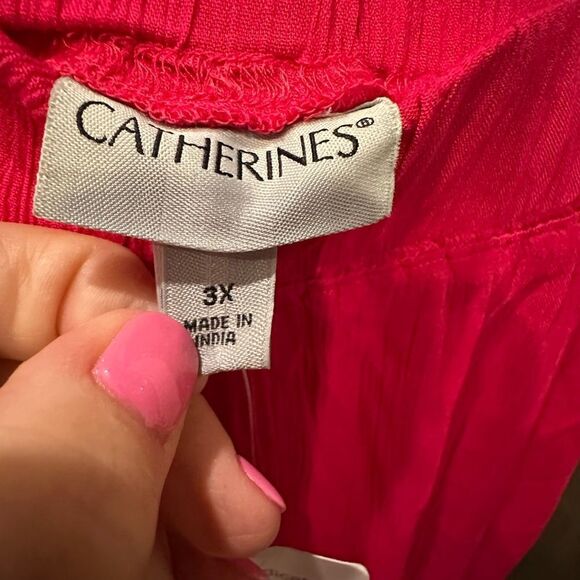 CATHERINES®
3X
MADE IN
INDIA